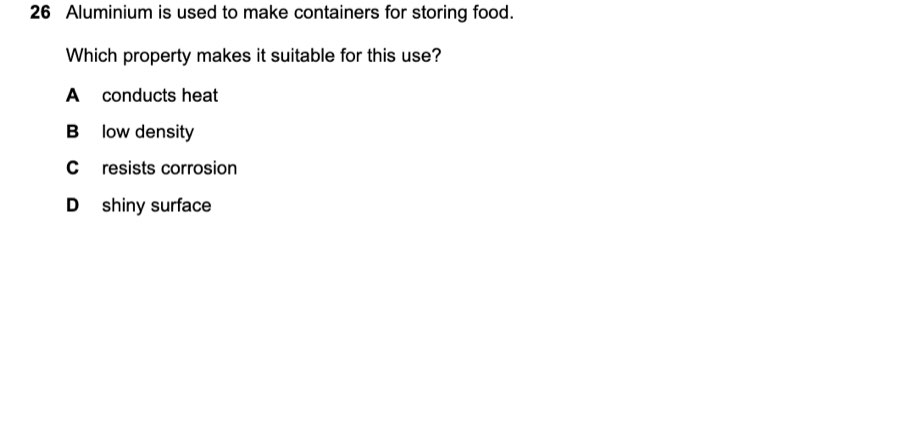 26 Aluminium is used to make containers for storing food.
Which property makes it suitable for this use?
A conducts heat
B low density
C resists corrosion
D shiny surface